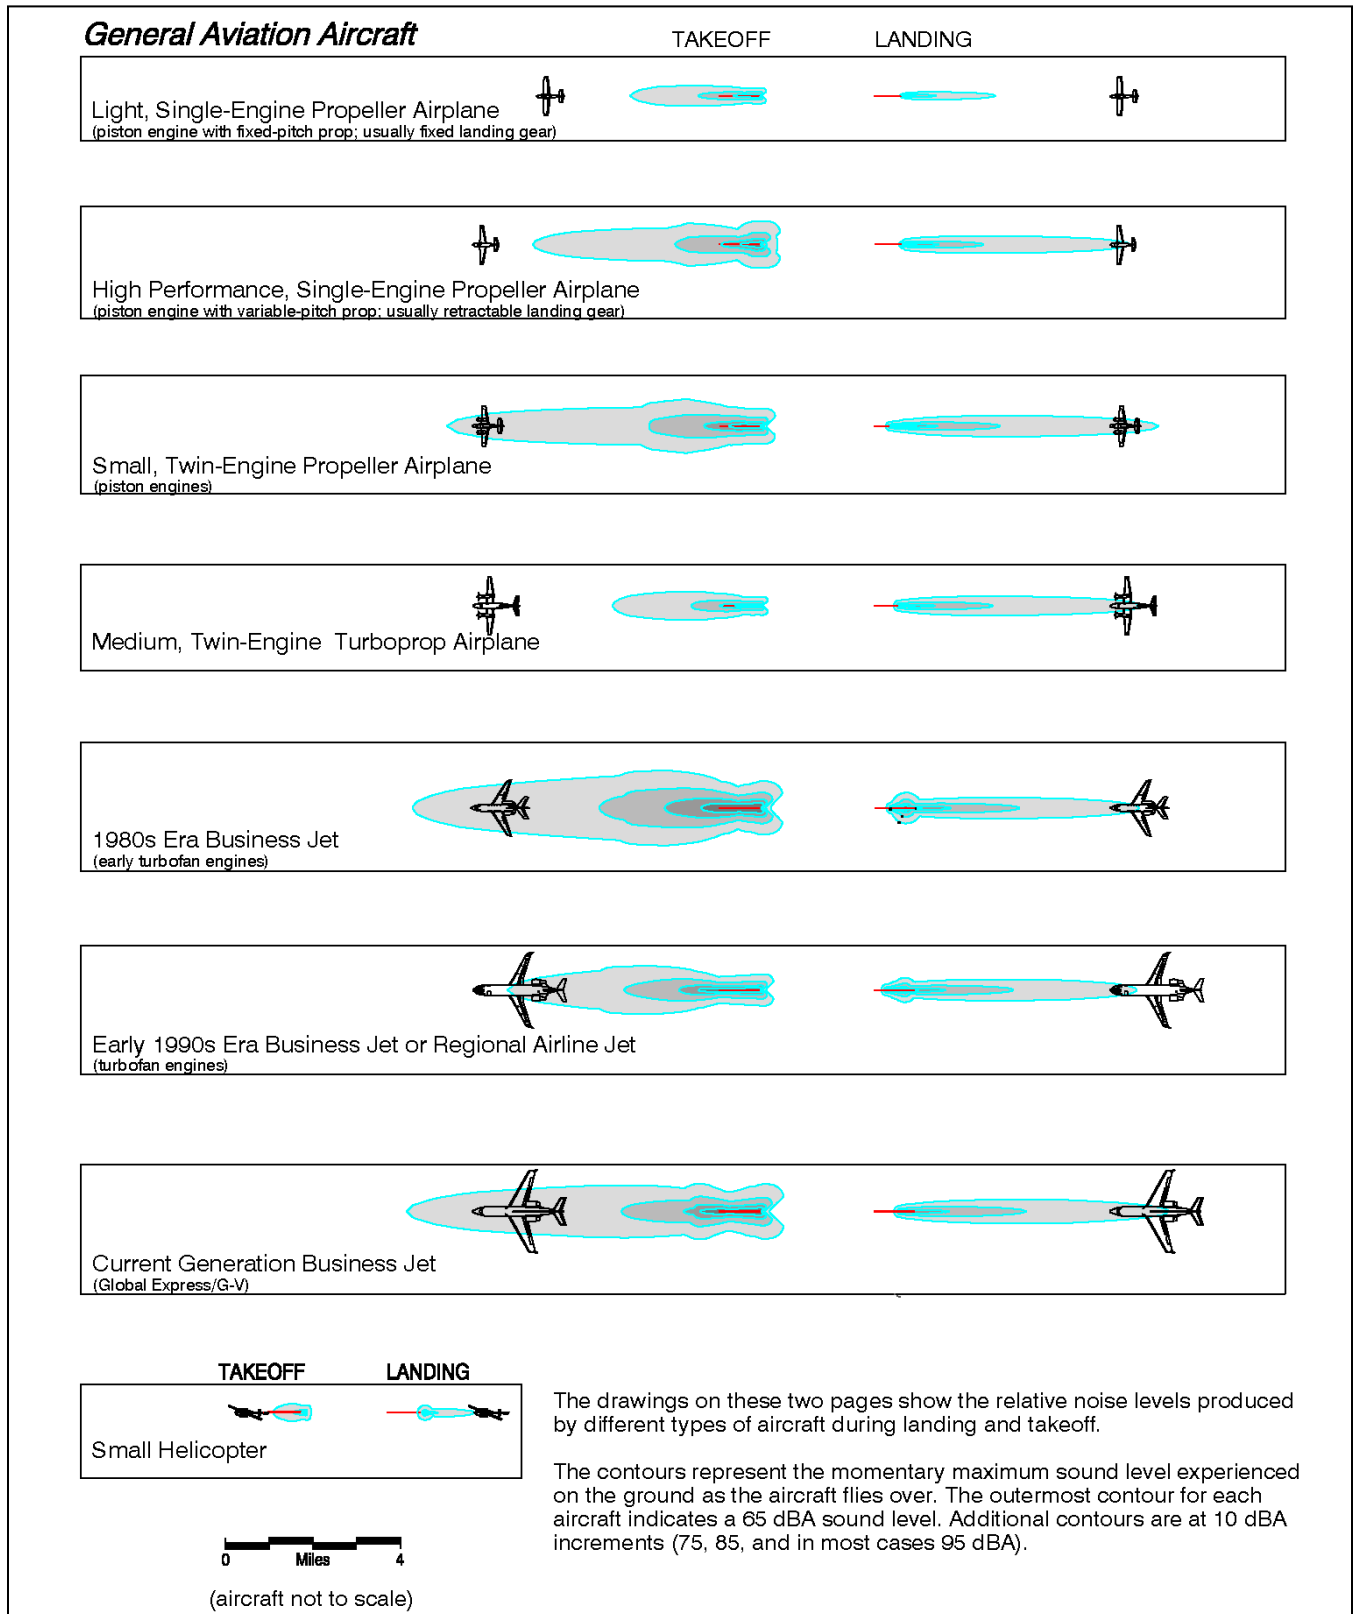 General Aviation Aircraft
TAKEOFF
LANDING
Light, Single-Engine Propeller Airplane
(piston engine with fixed-pitch prop; usually fixed landing gear)
High Performance, Single-Engine Propeller Airplane
(piston engine with variable-pitch prop; usually retractable landing gear)
Small, Twin-Engine Propeller Airplane
(piston engines)
Medium, Twin-Engine Turboprop Airplane
1980s Era Business Jet
(early turbofan engines)
Early 1990s Era Business Jet or Regional Airline Jet
(turbofan engines)
Current Generation Business Jet
(Global Express/G-V)
TAKEOFF
LANDING
Small Helicopter
The drawings on these two pages show the relative noise levels produced
by different types of aircraft during landing and takeoff.
The contours represent the momentary maximum sound level experienced
on the ground as the aircraft flies over. The outermost contour for each
aircraft indicates a 65 dBA sound level. Additional contours are at 10 dBA
increments (75, 85, and in most cases 95 dBA).
0 Miles 4
(aircraft not to scale)